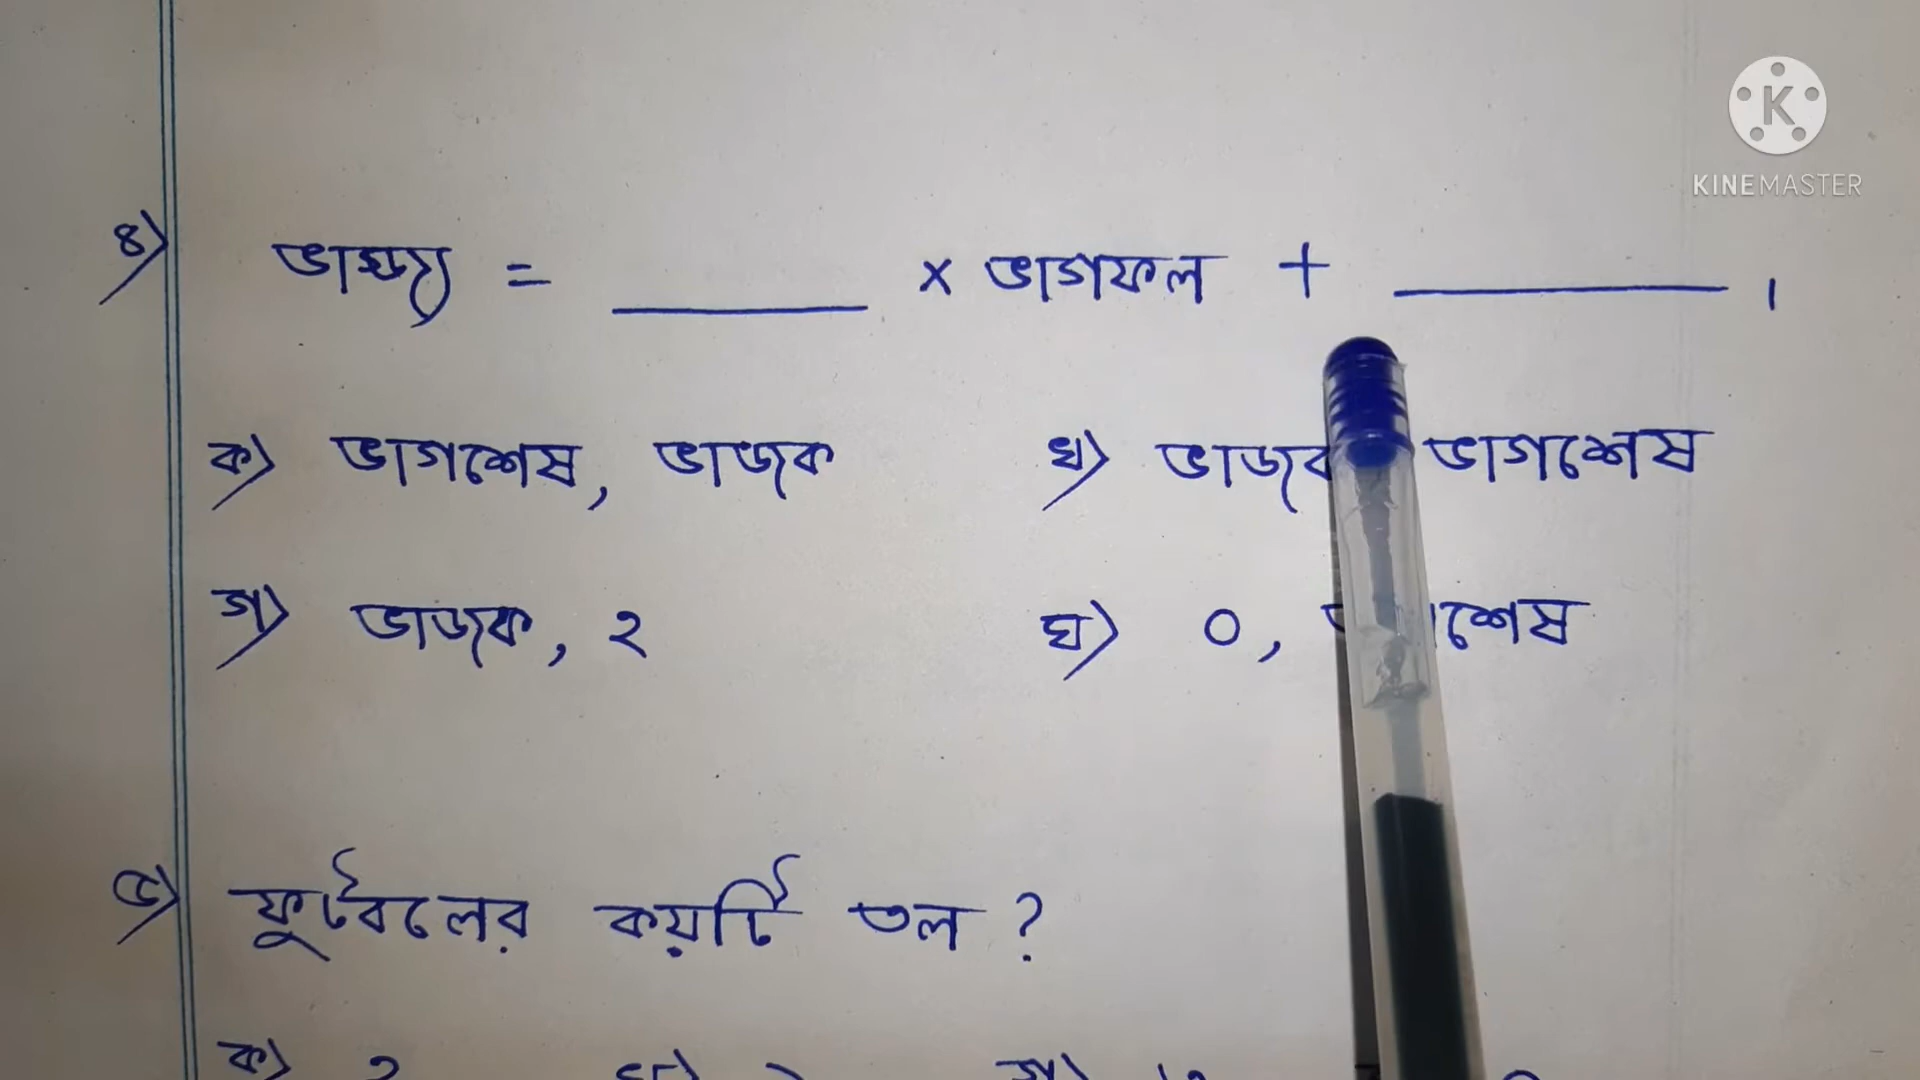 K
KINEMASTER
৪) ভাজ্য = ______ × ভাগফল + ______ ।
ক) ভাগশেষ, ভাজক খ) ভাজক ভাগশেষ
গ) ভাজক, ২ ঘ) ০,
৫) ফুটবলের কয়টি তল ?
ক)